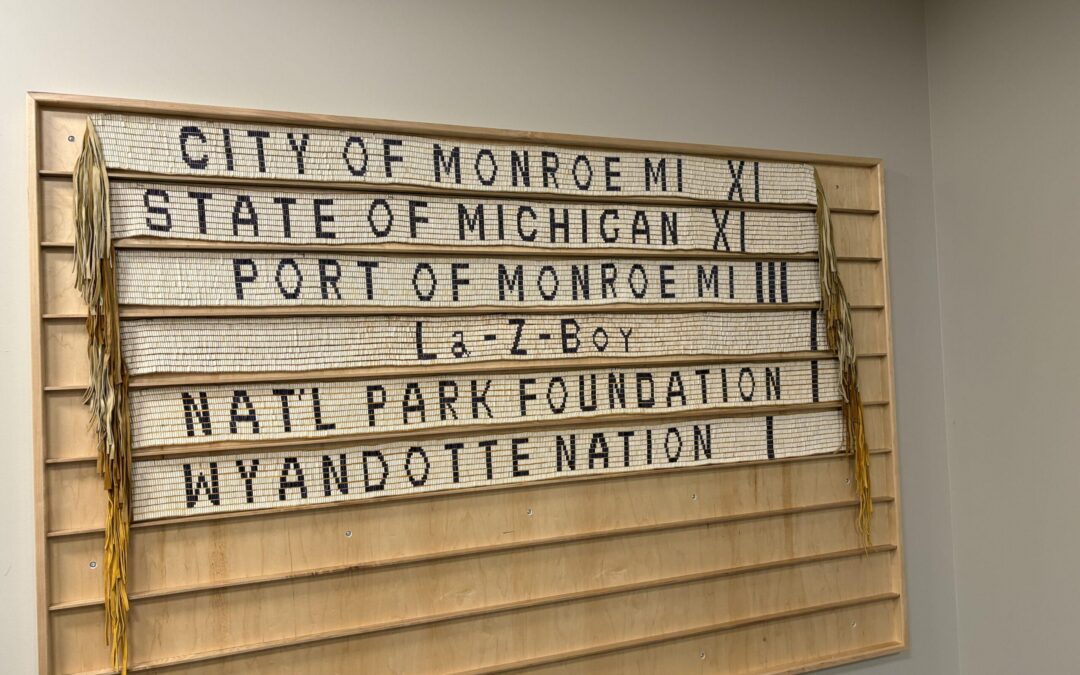 CITY OF MONROE MI XI
STATE OF MICHIGAN XI
PORT OF MONROE MI III
La-Z-Boy I
NAT'L PARK FOUNDATION I
WYANDOTTE NATION I